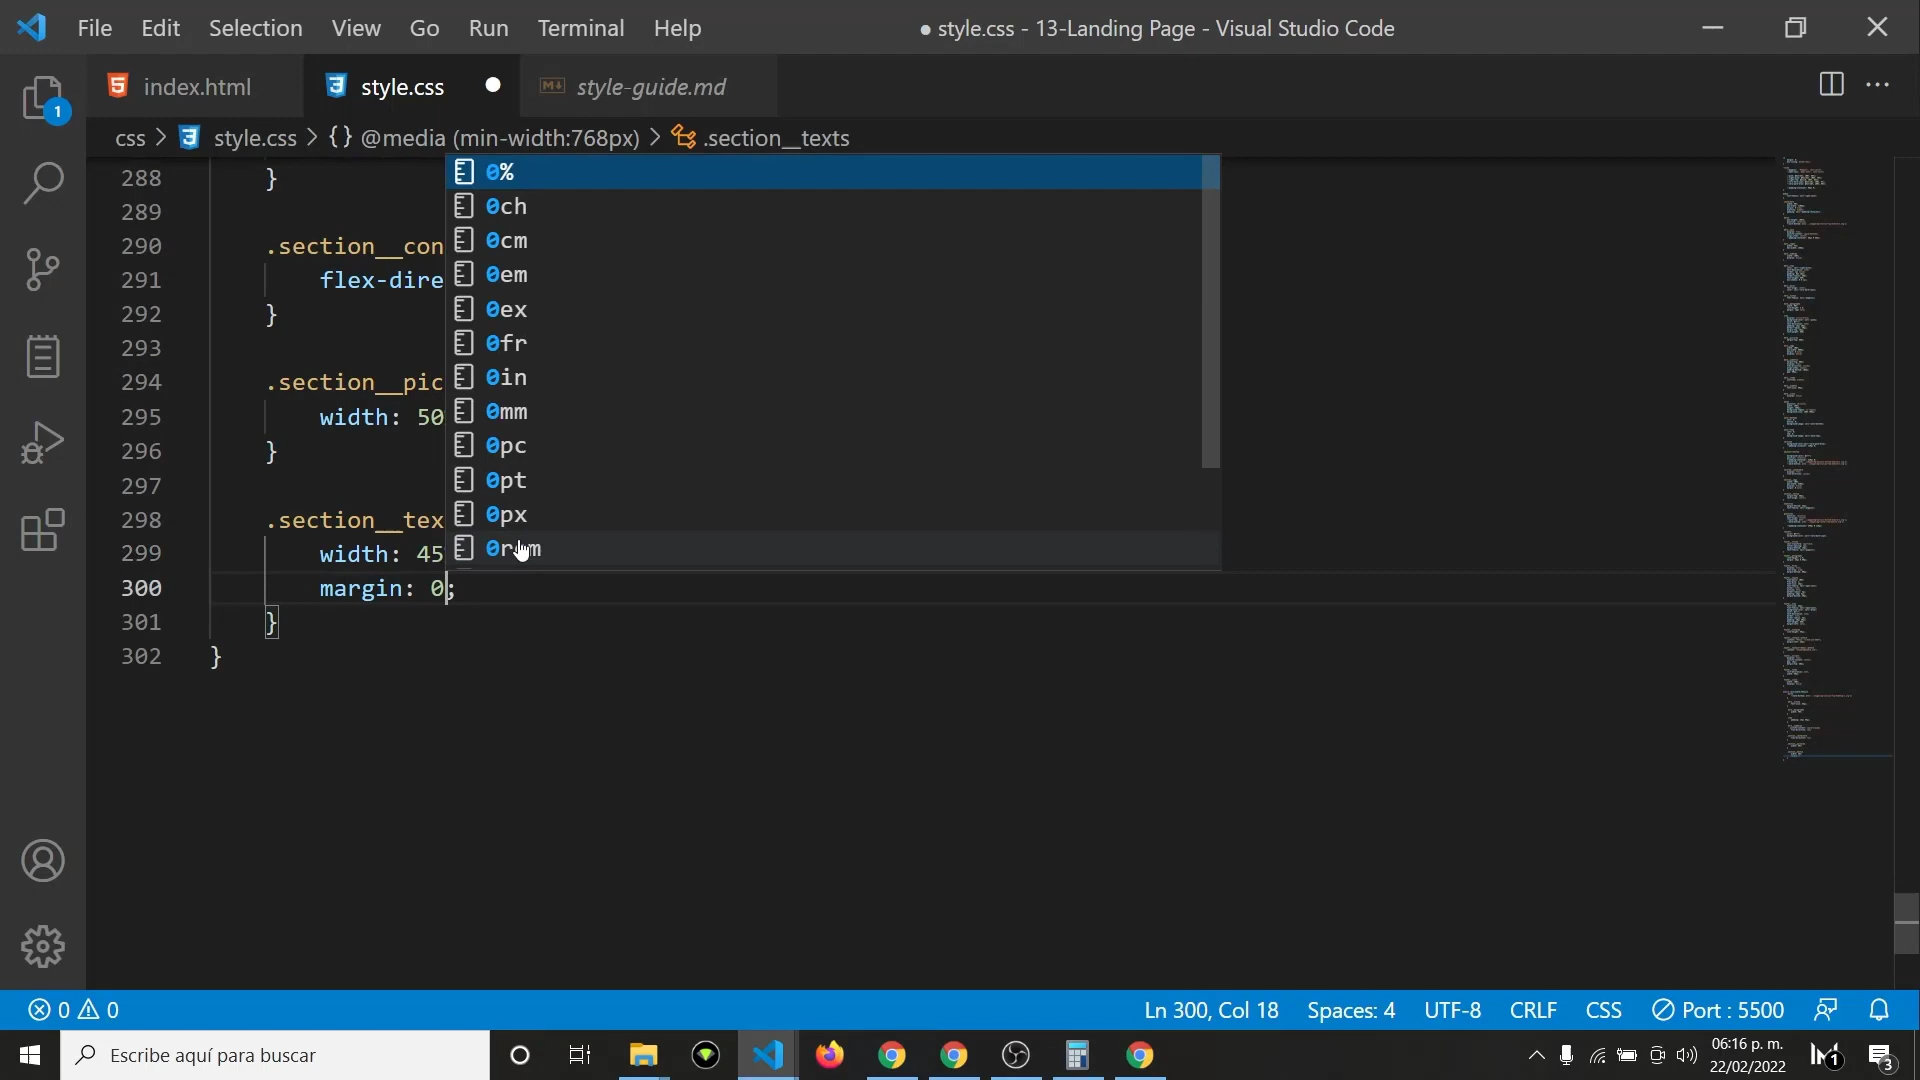 File Edit Selection View Go Run Terminal Help ● style.css - 13-Landing Page - Visual Studio Code
index.html style.css style-guide.md
css > style.css > {} @media (min-width:768px) > .section__texts
288 }
289
290 .section__con
291 flex-dire
292 }
293
294 .section__pic
295 width: 50
296 }
297
298 .section__tex
299 width: 45
300 margin: 0;
301 }
302 }
0%
0ch
0cm
0em
0ex
0fr
0in
0mm
0pc
0pt
0px
0rem
1
0 0 Ln 300, Col 18 Spaces: 4 UTF-8 CRLF CSS Port : 5500
Escribe aquí para buscar
06:16 p. m.
22/02/2022
1
3